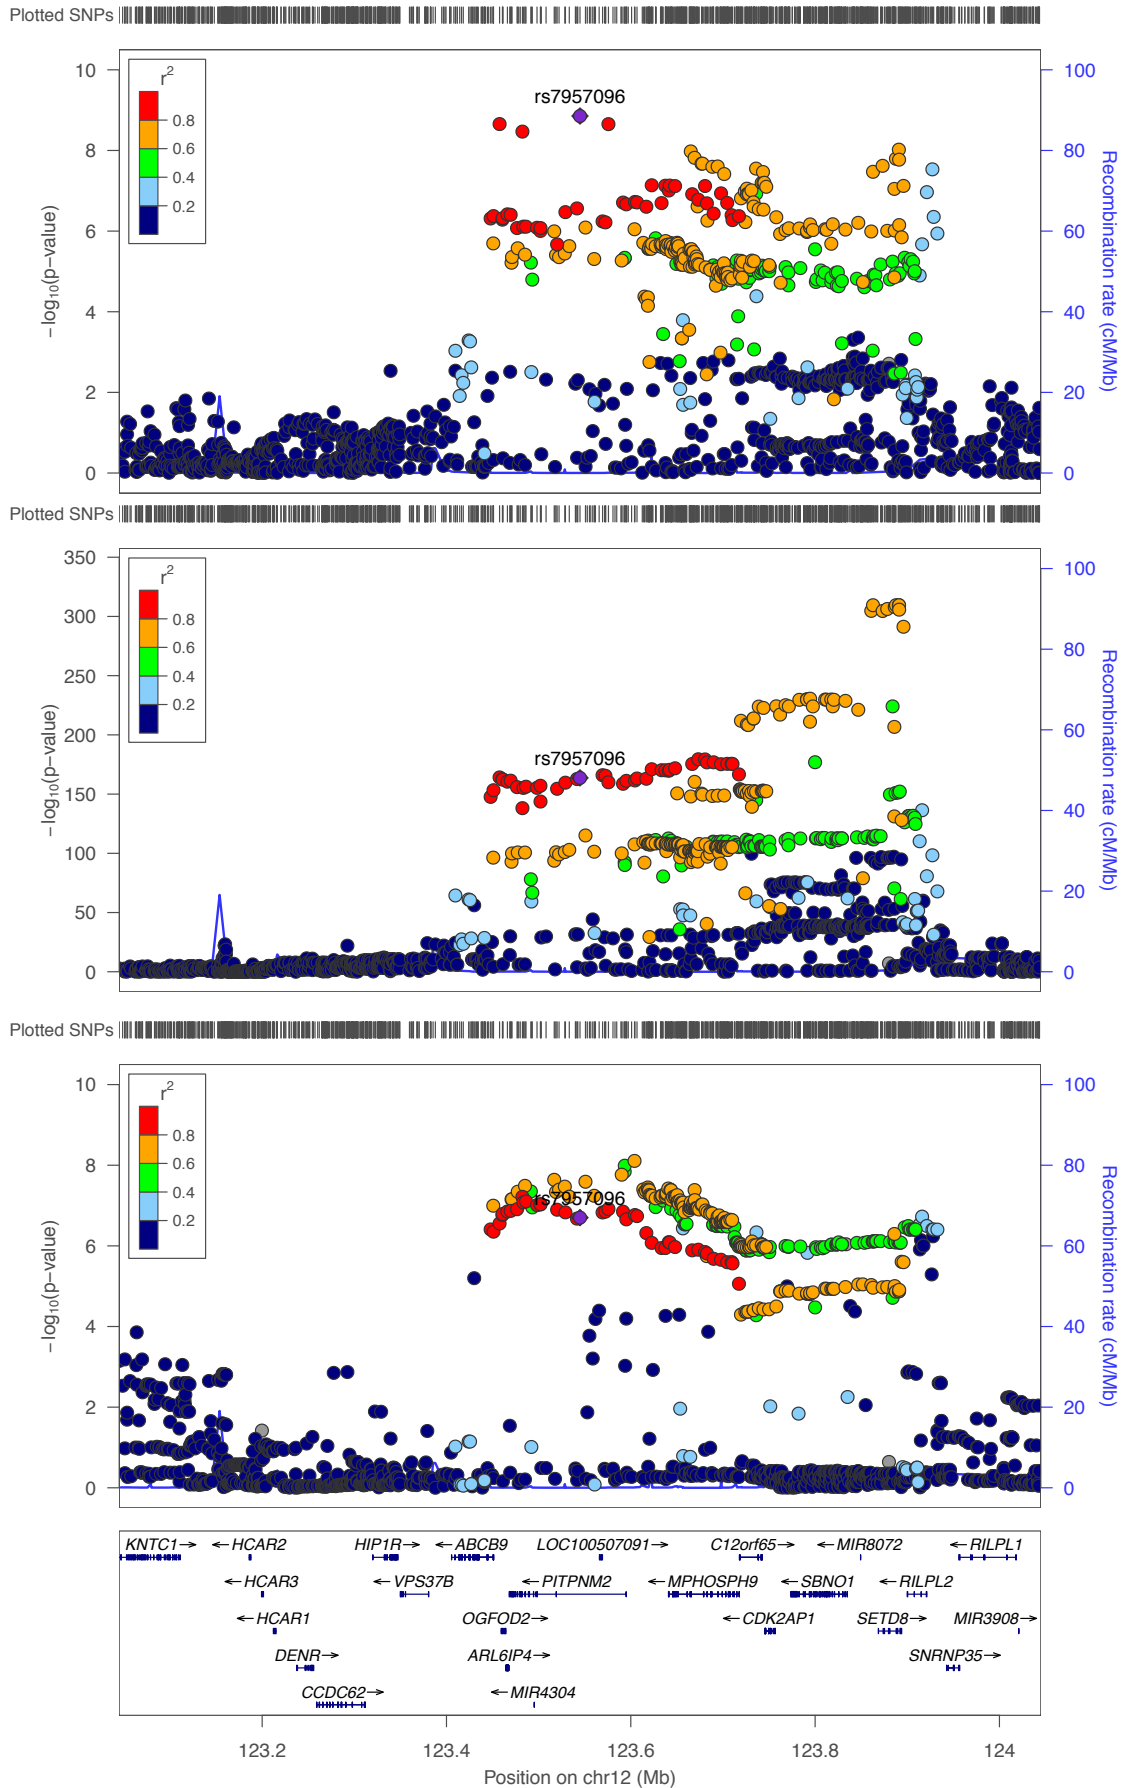 Plotted SNPs
r2
0.8
0.6
0.4
0.2
rs7957096
10
8
6
4
2
0
−log10(p−value)
100
80
60
40
20
0
Recombination rate (cM/Mb)
Plotted SNPs
r2
0.8
0.6
0.4
0.2
rs7957096
350
300
250
200
150
100
50
0
−log10(p−value)
100
80
60
40
20
0
Recombination rate (cM/Mb)
Plotted SNPs
r2
0.8
0.6
0.4
0.2
rs7957096
10
8
6
4
2
0
−log10(p−value)
100
80
60
40
20
0
Recombination rate (cM/Mb)
KNTC1→ ←HCAR2 HIP1R→ ←ABCB9 LOC100507091→ C12orf65→ ←MIR8072 ←RILPL1
←HCAR3 ←VPS37B ←PITPNM2 ←MPHOSPH9 ←SBNO1 ←RILPL2
←HCAR1 OGFOD2→ ←CDK2AP1 SETD8→ MIR3908→
DENR→ ARL6IP4→ SNRNP35→
CCDC62→ ←MIR4304
123.2 123.4 123.6 123.8 124
Position on chr12 (Mb)